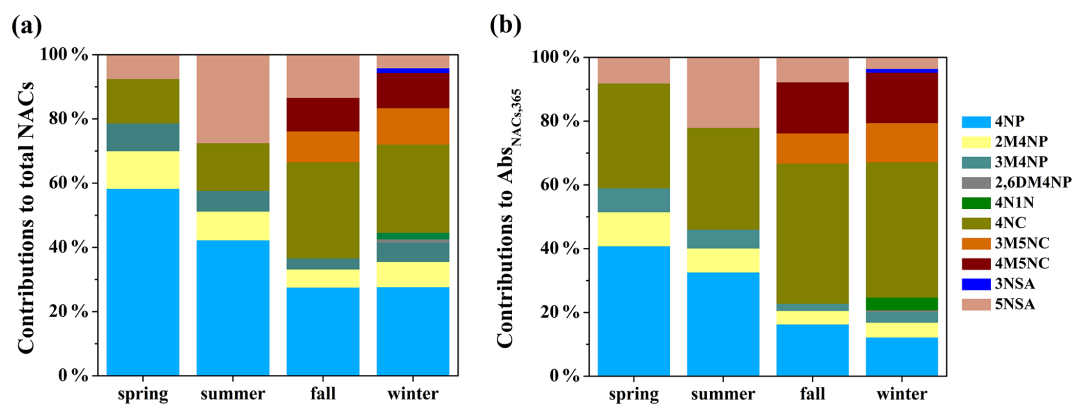 (a)
Contributions to total NACs
100 %
80 %
60 %
40 %
20 %
0 %
spring summer fall winter
(b)
Contributions to Abs_NACs,365
100 %
80 %
60 %
40 %
20 %
0 %
spring summer fall winter
4NP
2M4NP
3M4NP
2,6DM4NP
4N1N
4NC
3M5NC
4M5NC
3NSA
5NSA